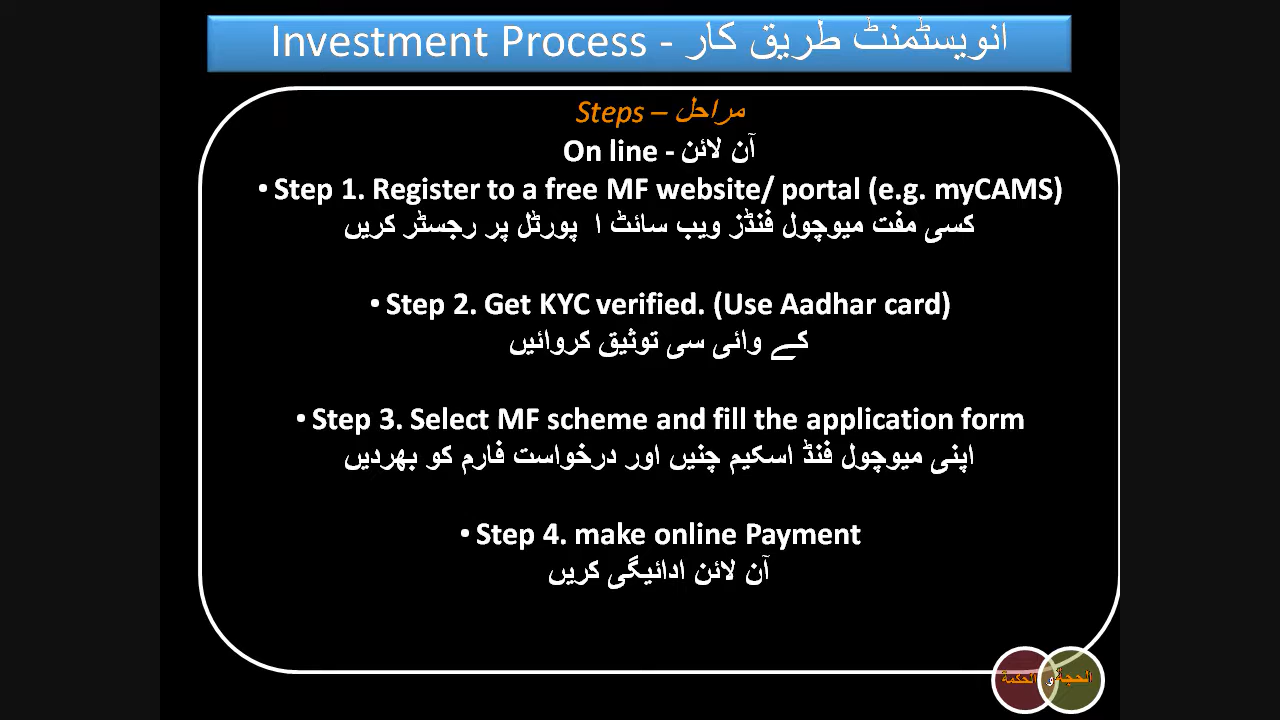 Investment Process - انویسٹمنٹ طریق کار
Steps – مراحل
On line - آن لائن
• Step 1. Register to a free MF website/ portal (e.g. myCAMS)
کسی مفت میوچول فنڈز ویب سائٹ ا پورٹل پر رجسٹر کریں
• Step 2. Get KYC verified. (Use Aadhar card)
کے وائی سی توثیق کروائیں
• Step 3. Select MF scheme and fill the application form
اپنی میوچول فنڈ اسکیم چنیں اور درخواست فارم کو بھردیں
• Step 4. make online Payment
آن لائن ادائیگی کریں
الحجة و الحكمة